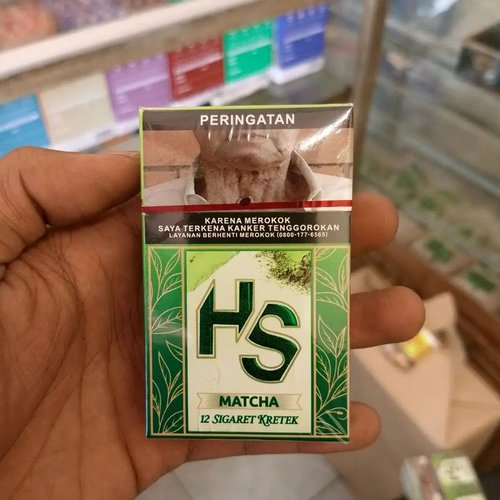 PERINGATAN
KARENA MEROKOK
SAYA TERKENA KANKER TENGGOROKAN
LAYANAN BERHENTI MEROKOK (0800-177-6565)
HS
MATCHA
12 SIGARET KRETEK